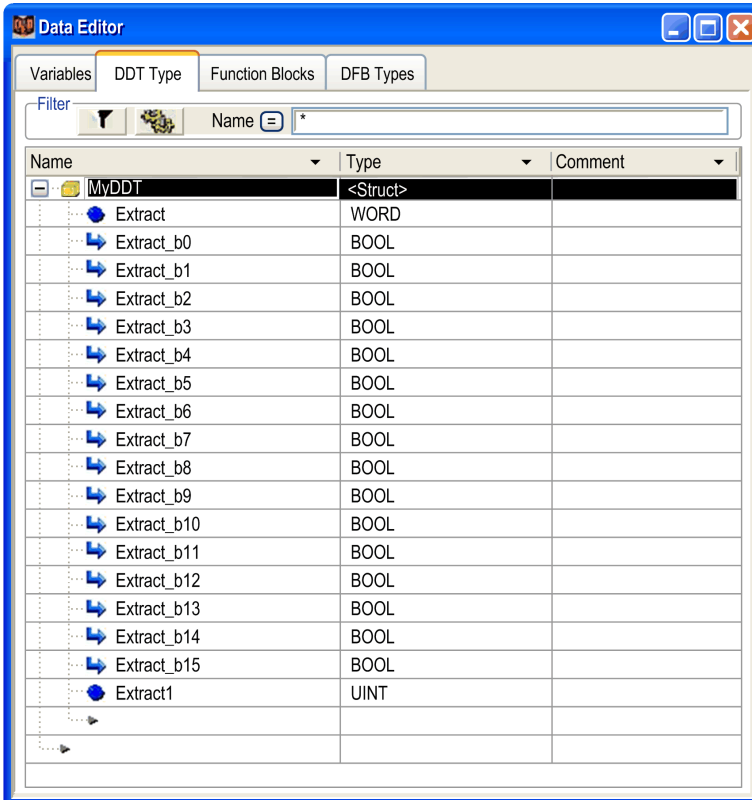 Data Editor
Variables DDT Type Function Blocks DFB Types
Filter
Name = *
Name Type Comment
MyDDT <Struct>
Extract WORD
Extract_b0 BOOL
Extract_b1 BOOL
Extract_b2 BOOL
Extract_b3 BOOL
Extract_b4 BOOL
Extract_b5 BOOL
Extract_b6 BOOL
Extract_b7 BOOL
Extract_b8 BOOL
Extract_b9 BOOL
Extract_b10 BOOL
Extract_b11 BOOL
Extract_b12 BOOL
Extract_b13 BOOL
Extract_b14 BOOL
Extract_b15 BOOL
Extract1 UINT